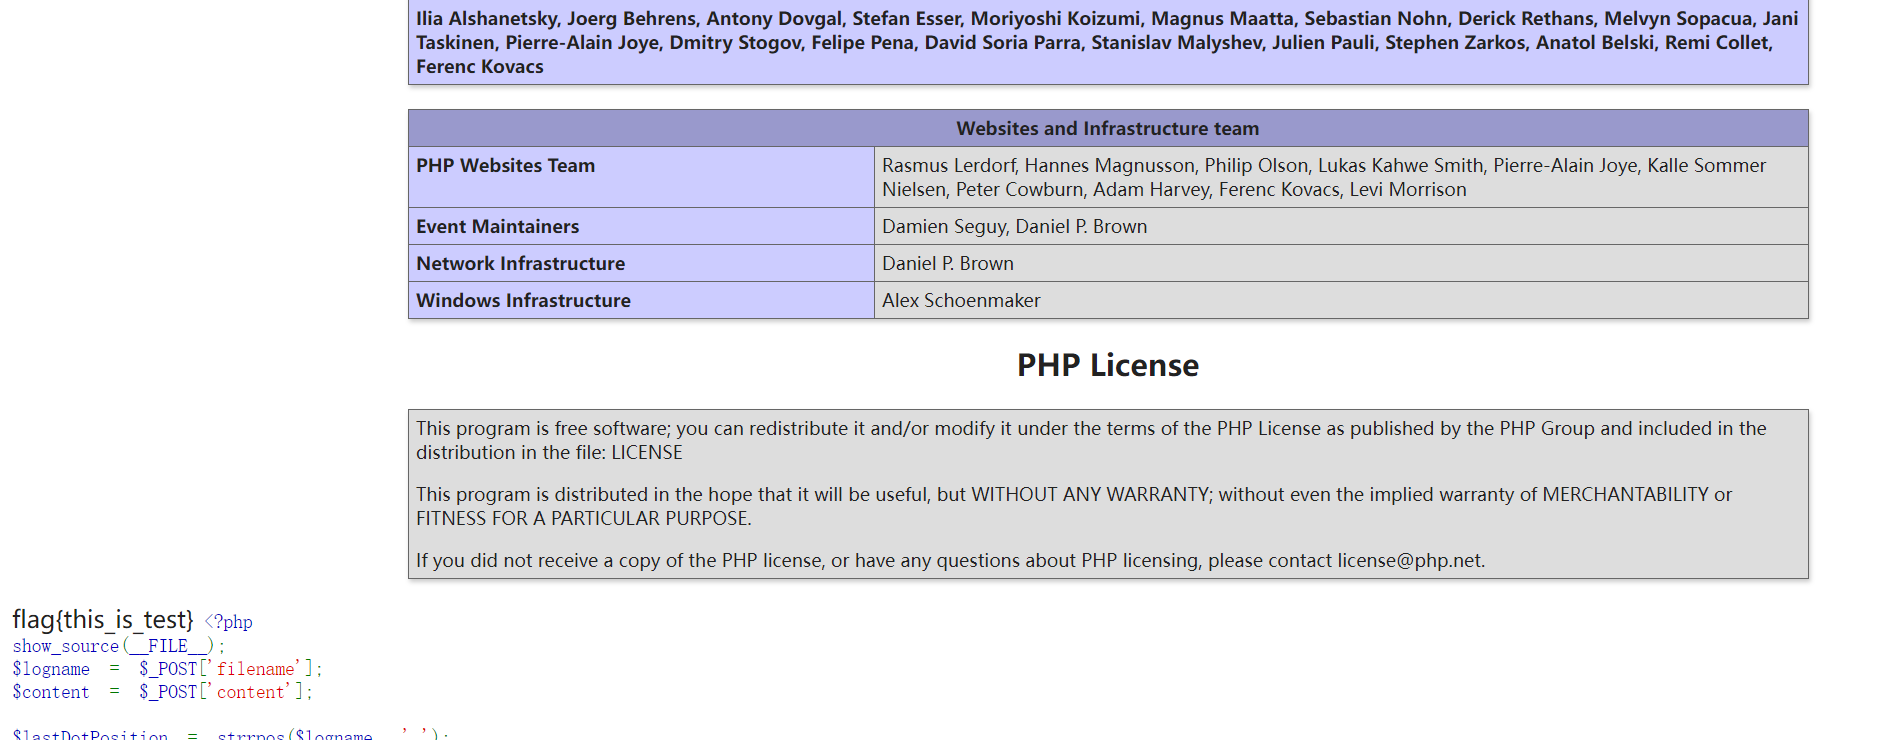 Ilia Alshanetsky, Joerg Behrens, Antony Dovgal, Stefan Esser, Moriyoshi Koizumi, Magnus Maatta, Sebastian Nohn, Derick Rethans, Melvyn Sopacua, Jani
Taskinen, Pierre-Alain Joye, Dmitry Stogov, Felipe Pena, David Soria Parra, Stanislav Malyshev, Julien Pauli, Stephen Zarkos, Anatol Belski, Remi Collet,
Ferenc Kovacs
Websites and Infrastructure team
PHP Websites Team
Rasmus Lerdorf, Hannes Magnusson, Philip Olson, Lukas Kahwe Smith, Pierre-Alain Joye, Kalle Sommer
Nielsen, Peter Cowburn, Adam Harvey, Ferenc Kovacs, Levi Morrison
Event Maintainers
Damien Seguy, Daniel P. Brown
Network Infrastructure
Daniel P. Brown
Windows Infrastructure
Alex Schoenmaker
PHP License
This program is free software; you can redistribute it and/or modify it under the terms of the PHP License as published by the PHP Group and included in the
distribution in the file: LICENSE
This program is distributed in the hope that it will be useful, but WITHOUT ANY WARRANTY; without even the implied warranty of MERCHANTABILITY or
FITNESS FOR A PARTICULAR PURPOSE.
If you did not receive a copy of the PHP license, or have any questions about PHP licensing, please contact license@php.net.
flag{this_is_test} <?php
show_source(__FILE__);
$logname = $_POST['filename'];
$content = $_POST['content'];
$lastDotPosition = strrpos($logname